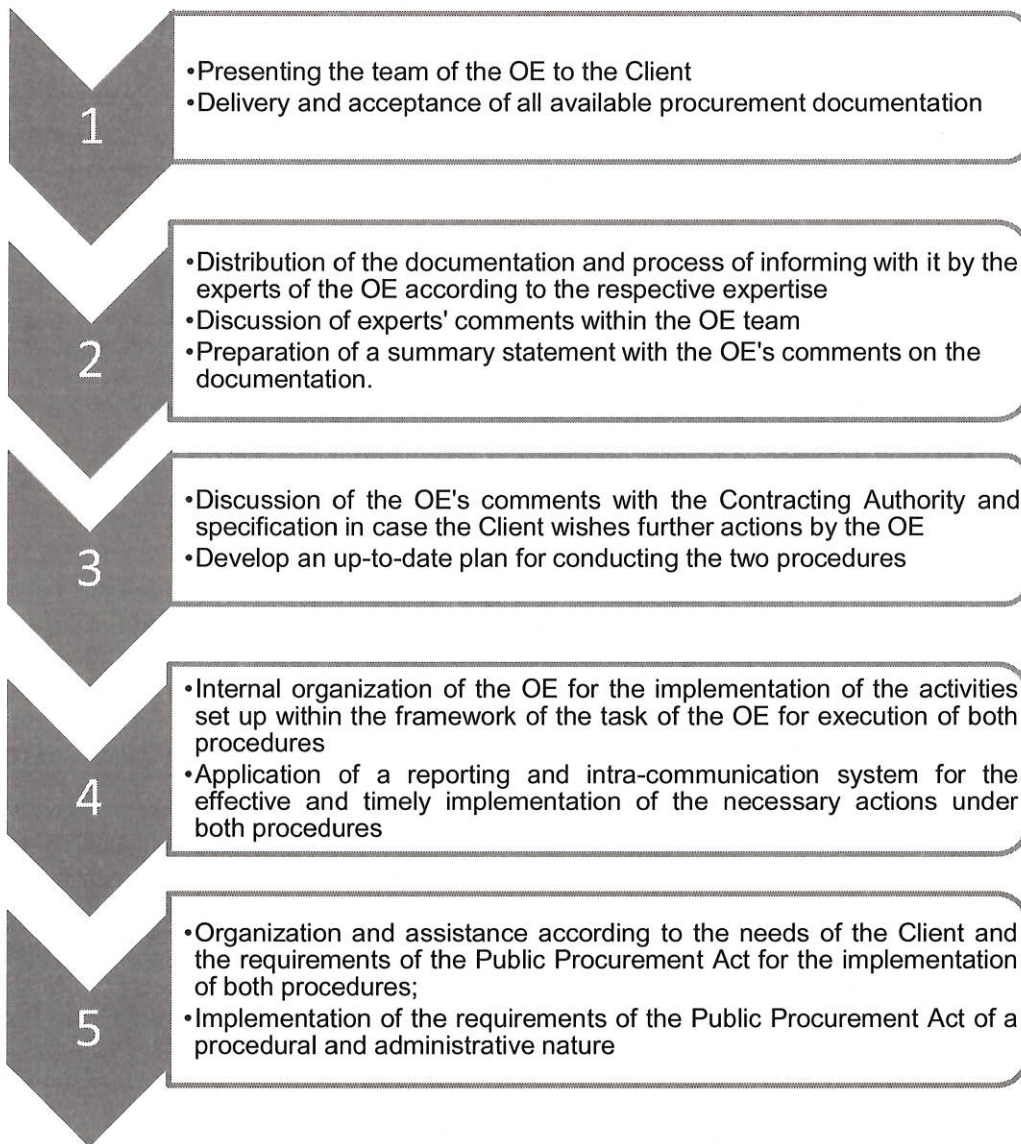 1
•Presenting the team of the OE to the Client
•Delivery and acceptance of all available procurement documentation
2
•Distribution of the documentation and process of informing with it by the
experts of the OE according to the respective expertise
•Discussion of experts' comments within the OE team
•Preparation of a summary statement with the OE's comments on the
documentation.
3
•Discussion of the OE's comments with the Contracting Authority and
specification in case the Client wishes further actions by the OE
•Develop an up-to-date plan for conducting the two procedures
4
•Internal organization of the OE for the implementation of the activities
set up within the framework of the task of the OE for execution of both
procedures
•Application of a reporting and intra-communication system for the
effective and timely implementation of the necessary actions under
both procedures
5
•Organization and assistance according to the needs of the Client and
the requirements of the Public Procurement Act for the implementation
of both procedures;
•Implementation of the requirements of the Public Procurement Act of a
procedural and administrative nature